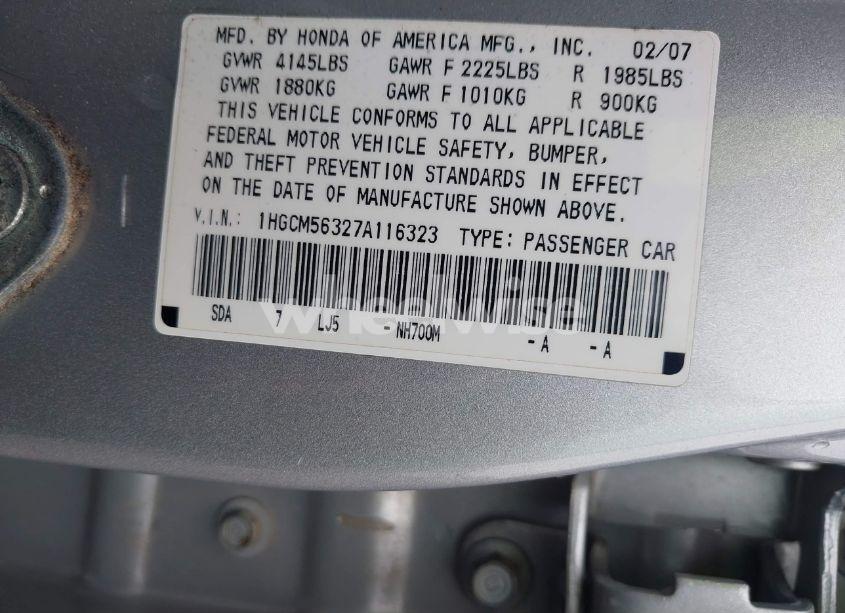 MFD. BY HONDA OF AMERICA MFG., INC. 02/07
GVWR 4145LBS GAWR F 2225LBS R 1985LBS
GVWR 1880KG GAWR F 1010KG R 900KG
THIS VEHICLE CONFORMS TO ALL APPLICABLE
FEDERAL MOTOR VEHICLE SAFETY, BUMPER,
AND THEFT PREVENTION STANDARDS IN EFFECT
ON THE DATE OF MANUFACTURE SHOWN ABOVE.
V.I.N.: 1HGCM56327A116323 TYPE: PASSENGER CAR
wheelwise
SDA 7 LJ5 - NH700M - A - A